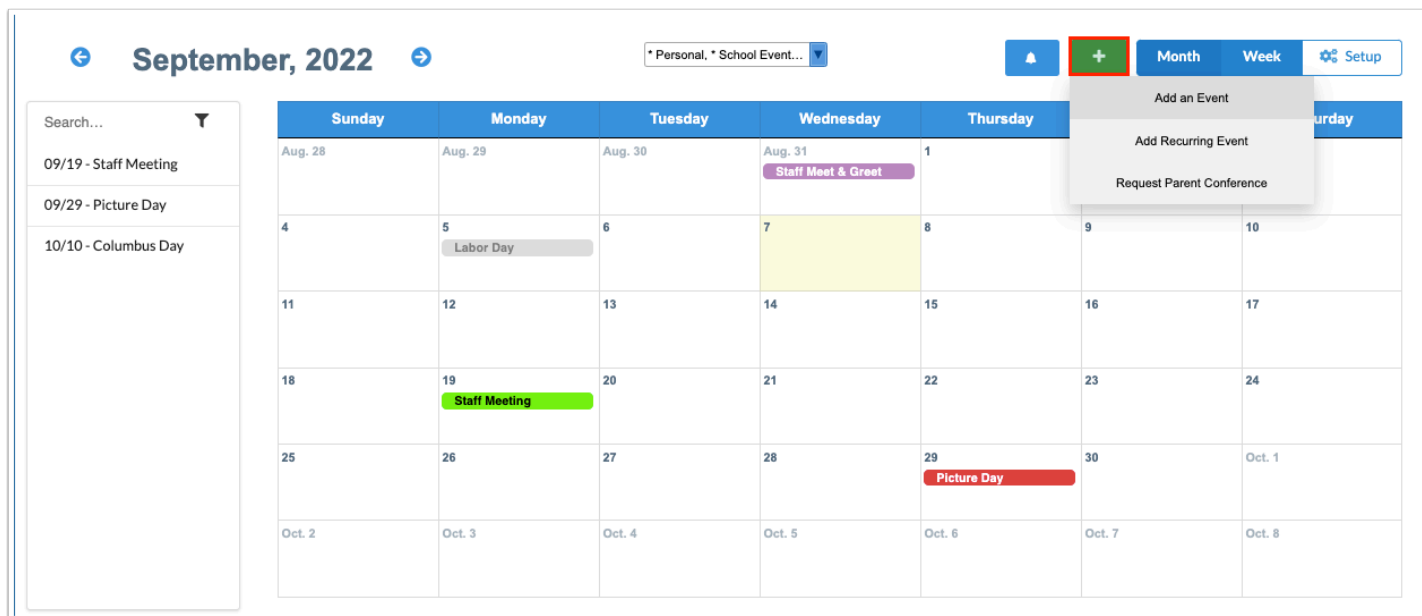 September, 2022
* Personal, * School Event...
+
Month
Week
Setup
Add an Event
Add Recurring Event
Request Parent Conference
Search...
09/19 - Staff Meeting
09/29 - Picture Day
10/10 - Columbus Day
Sunday Monday Tuesday Wednesday Thursday urday
Aug. 28 Aug. 29 Aug. 30 Aug. 31 1
Staff Meet & Greet
4 5 6 7 8 9 10
Labor Day
11 12 13 14 15 16 17
18 19 20 21 22 23 24
Staff Meeting
25 26 27 28 29 30 Oct. 1
Picture Day
Oct. 2 Oct. 3 Oct. 4 Oct. 5 Oct. 6 Oct. 7 Oct. 8